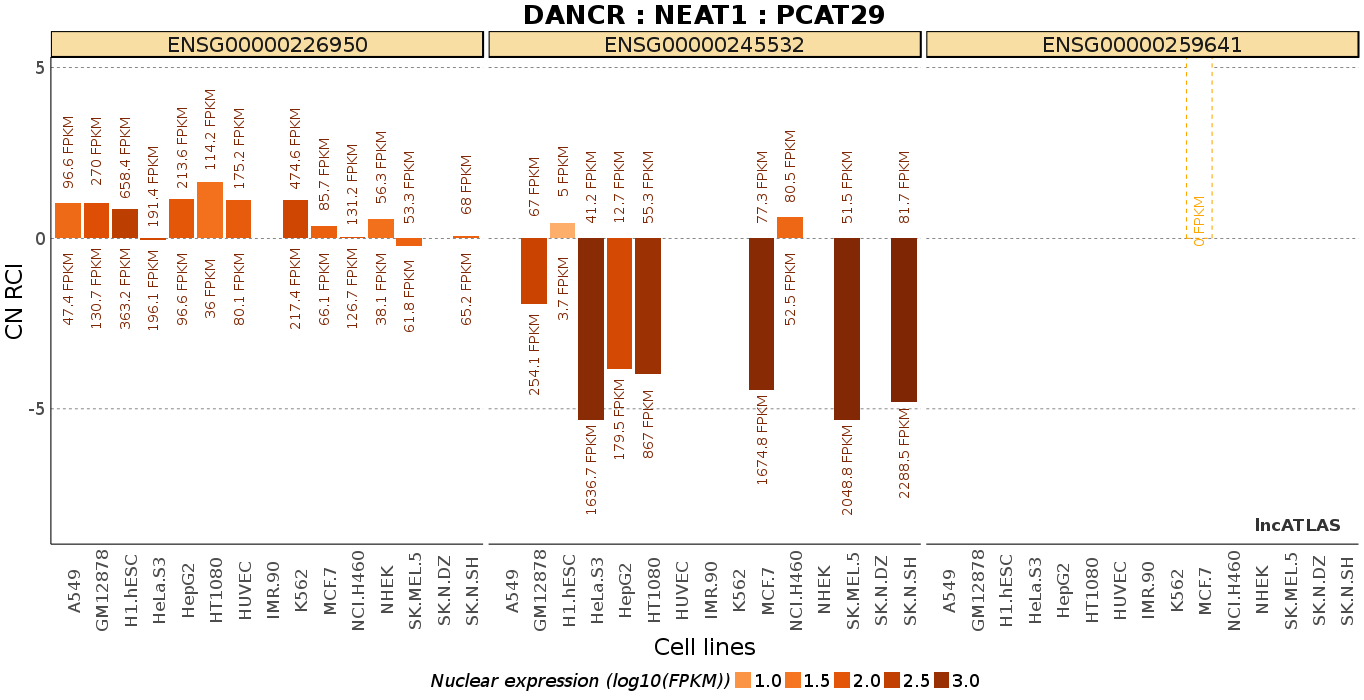 DANCR : NEAT1 : PCAT29
ENSG00000226950
ENSG00000245532
ENSG00000259641
5
0
-5
CN RCI
96.6 FPKM
270 FPKM
658.4 FPKM
191.4 FPKM
213.6 FPKM
114.2 FPKM
175.2 FPKM
474.6 FPKM
85.7 FPKM
131.2 FPKM
56.3 FPKM
53.3 FPKM
68 FPKM
47.4 FPKM
130.7 FPKM
363.2 FPKM
196.1 FPKM
96.6 FPKM
36 FPKM
80.1 FPKM
217.4 FPKM
66.1 FPKM
126.7 FPKM
38.1 FPKM
61.8 FPKM
65.2 FPKM
67 FPKM
5 FPKM
41.2 FPKM
12.7 FPKM
55.3 FPKM
77.3 FPKM
80.5 FPKM
51.5 FPKM
81.7 FPKM
254.1 FPKM
3.7 FPKM
1636.7 FPKM
179.5 FPKM
867 FPKM
1674.8 FPKM
52.5 FPKM
2048.8 FPKM
2288.5 FPKM
0 FPKM
lncATLAS
A549
GM12878
H1.hESC
HeLa.S3
HepG2
HT1080
HUVEC
IMR.90
K562
MCF.7
NCI.H460
NHEK
SK.MEL.5
SK.N.DZ
SK.N.SH
A549
GM12878
H1.hESC
HeLa.S3
HepG2
HT1080
HUVEC
IMR.90
K562
MCF.7
NCI.H460
NHEK
SK.MEL.5
SK.N.DZ
SK.N.SH
A549
GM12878
H1.hESC
HeLa.S3
HepG2
HT1080
HUVEC
IMR.90
K562
MCF.7
NCI.H460
NHEK
SK.MEL.5
SK.N.DZ
SK.N.SH
Cell lines
Nuclear expression (log10(FPKM)) 1.0 1.5 2.0 2.5 3.0